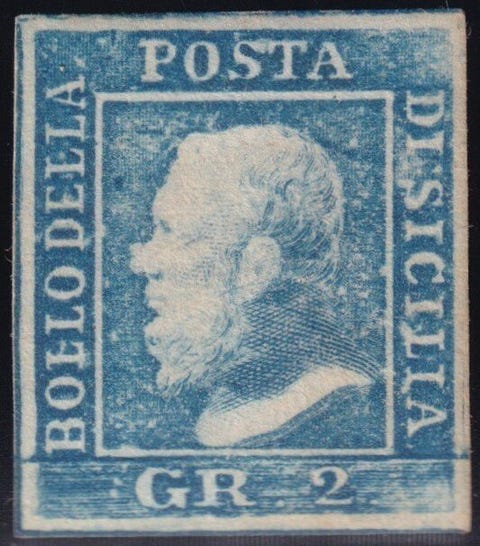 BOLLO DELLA
POSTA
DI SICILIA
GR 2